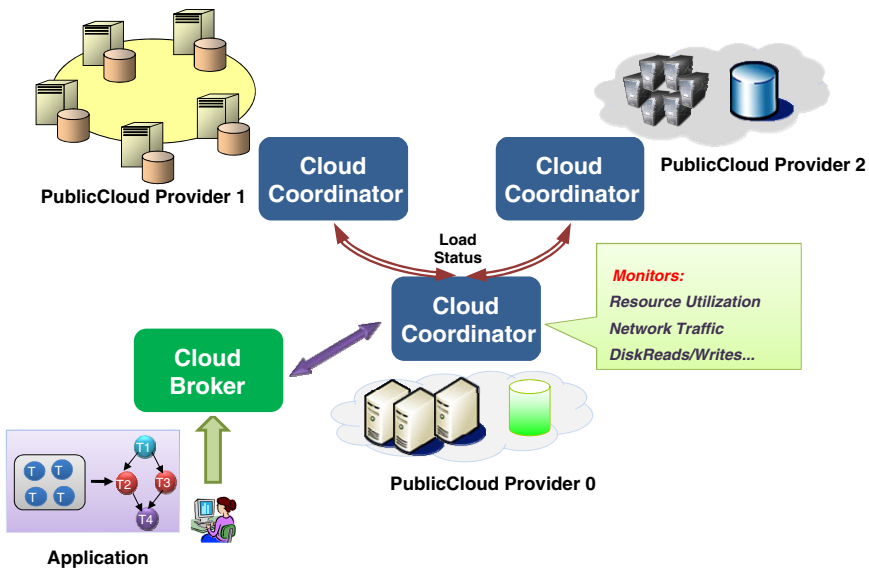 Cloud
Coordinator
Cloud
Coordinator
PublicCloud Provider 2
PublicCloud Provider 1
Load
Status
Monitors:
Resource Utilization
Network Traffic
DiskReads/Writes...
Cloud
Coordinator
Cloud
Broker
PublicCloud Provider 0
T T
T T
T1
T2 T3
T4
Application